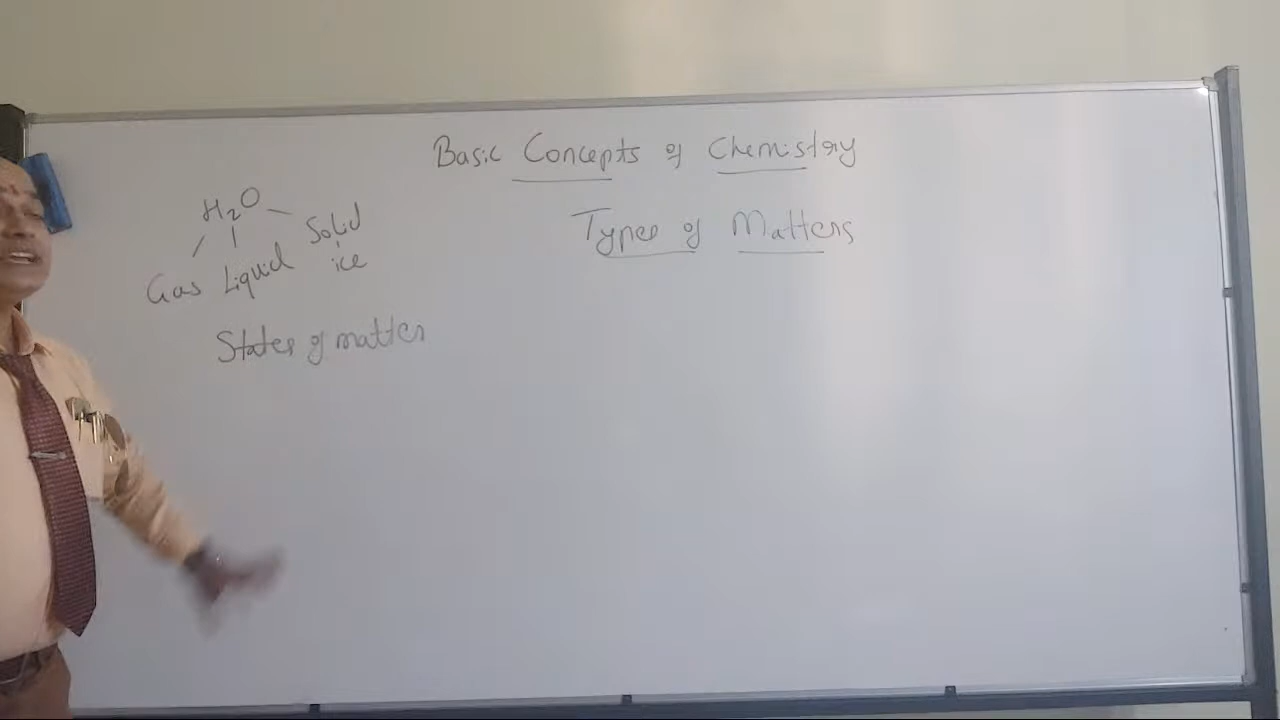 Basic Concepts of Chemistry
Types of Matters
H₂O
Solid
Gas Liquid ice
States of matter